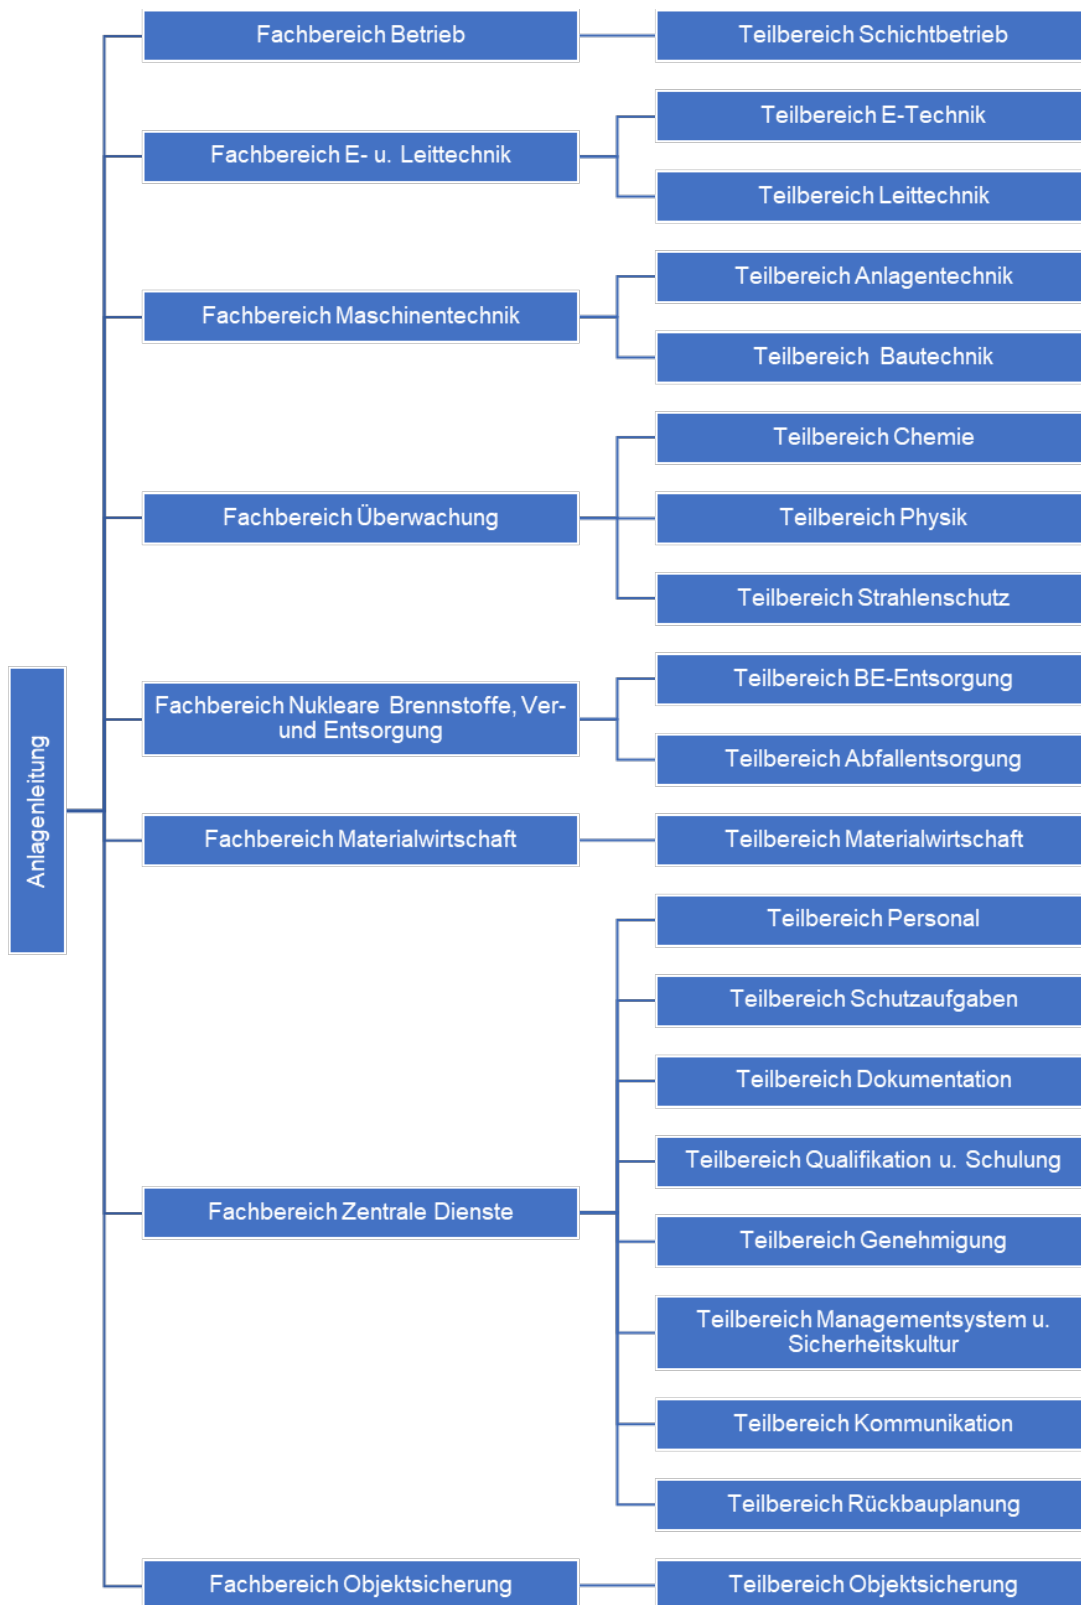 Anlagenleitung
Fachbereich Betrieb
Teilbereich Schichtbetrieb
Fachbereich E- u. Leittechnik
Teilbereich E-Technik
Teilbereich Leittechnik
Fachbereich Maschinentechnik
Teilbereich Anlagentechnik
Teilbereich Bautechnik
Fachbereich Überwachung
Teilbereich Chemie
Teilbereich Physik
Teilbereich Strahlenschutz
Fachbereich Nukleare Brennstoffe, Ver-
und Entsorgung
Teilbereich BE-Entsorgung
Teilbereich Abfallentsorgung
Fachbereich Materialwirtschaft
Teilbereich Materialwirtschaft
Fachbereich Zentrale Dienste
Teilbereich Personal
Teilbereich Schutzaufgaben
Teilbereich Dokumentation
Teilbereich Qualifikation u. Schulung
Teilbereich Genehmigung
Teilbereich Managementsystem u.
Sicherheitskultur
Teilbereich Kommunikation
Teilbereich Rückbauplanung
Fachbereich Objektsicherung
Teilbereich Objektsicherung